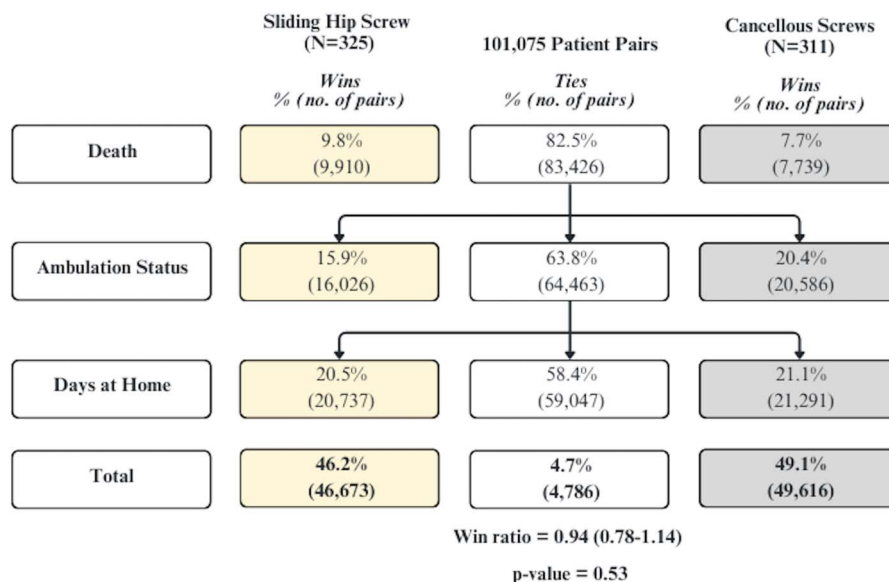 Sliding Hip Screw
(N=325)
101,075 Patient Pairs
Cancellous Screws
(N=311)
Wins
% (no. of pairs)
Ties
% (no. of pairs)
Wins
% (no. of pairs)
Death
9.8%
(9,910)
82.5%
(83,426)
7.7%
(7,739)
Ambulation Status
15.9%
(16,026)
63.8%
(64,463)
20.4%
(20,586)
Days at Home
20.5%
(20,737)
58.4%
(59,047)
21.1%
(21,291)
Total
46.2%
(46,673)
4.7%
(4,786)
49.1%
(49,616)
Win ratio = 0.94 (0.78-1.14)
p-value = 0.53